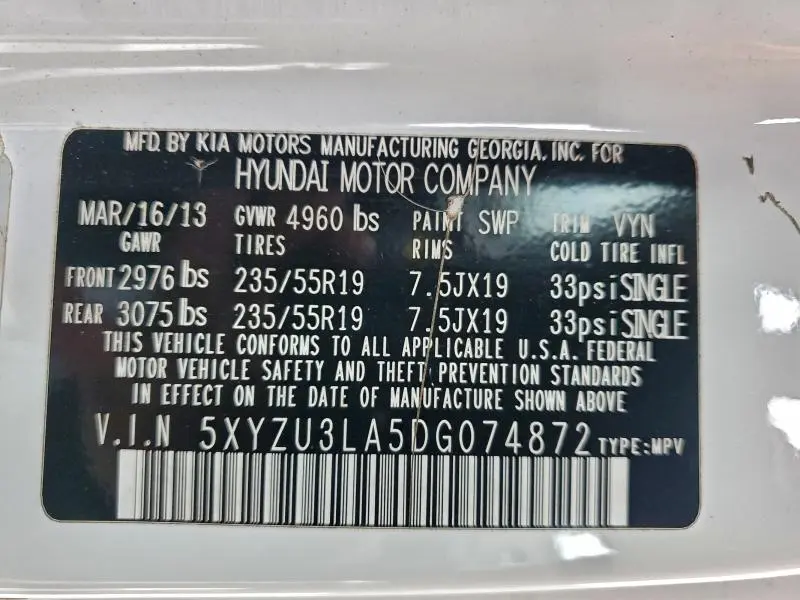 MFD. BY KIA MOTORS MANUFACTURING GEORGIA, INC. FOR
HYUNDAI MOTOR COMPANY
MAR/16/13 GVWR 4960 lbs PAINT SWP TRIM VYN
GAWR TIRES RIMS COLD TIRE INFL
FRONT 2976 lbs 235/55R19 7.5JX19 33psi SINGLE
REAR 3075 lbs 235/55R19 7.5JX19 33psi SINGLE
THIS VEHICLE CONFORMS TO ALL APPLICABLE U.S.A. FEDERAL
MOTOR VEHICLE SAFETY AND THEFT PREVENTION STANDARDS
IN EFFECT ON THE DATE OF MANUFACTURE SHOWN ABOVE
V.I.N 5XYZU3LA5DG074872 TYPE:MPV